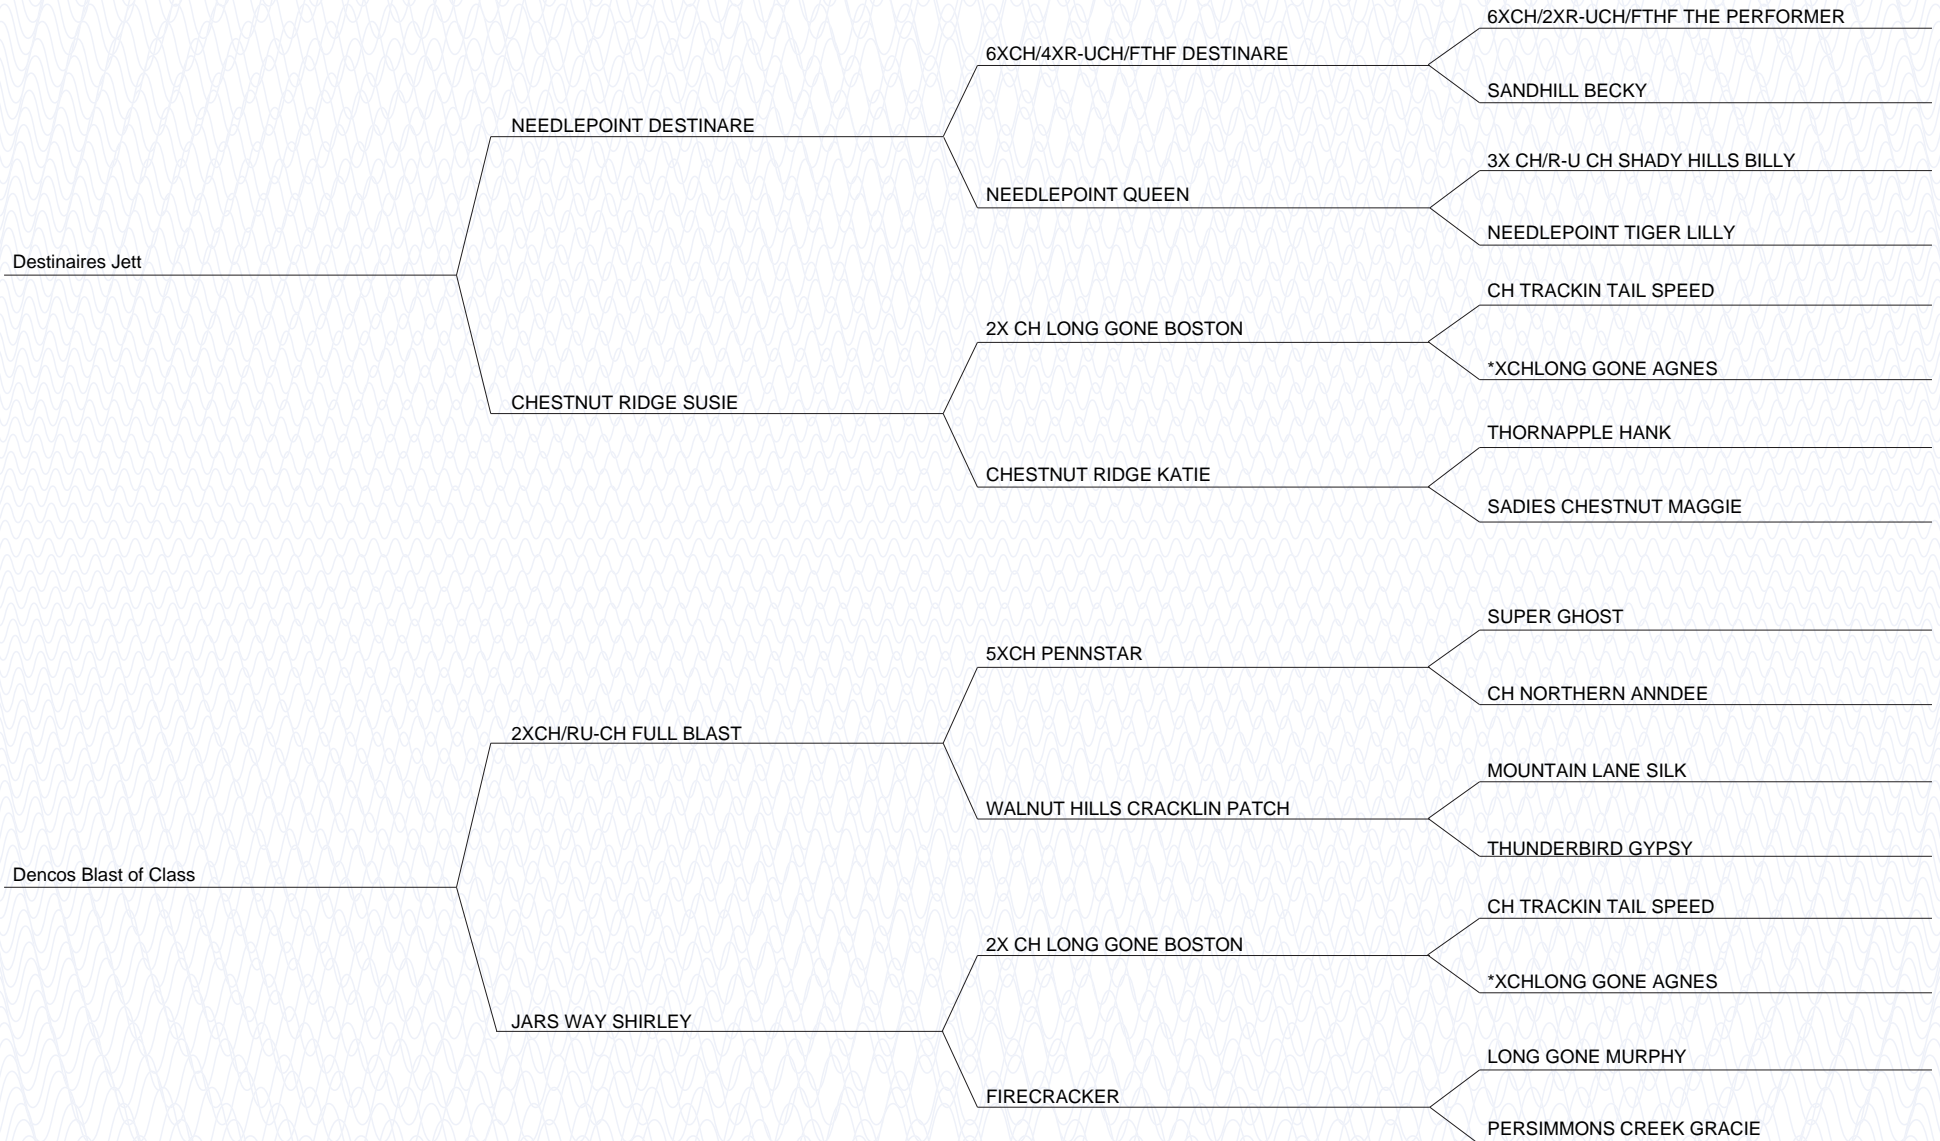 6XCH/2XR-UCH/FTHF THE PERFORMER
6XCH/4XR-UCH/FTHF DESTINARE
SANDHILL BECKY
NEEDLEPOINT DESTINARE
3X CH/R-U CH SHADY HILLS BILLY
NEEDLEPOINT QUEEN
NEEDLEPOINT TIGER LILLY
Destinaires Jett
CH TRACKIN TAIL SPEED
2X CH LONG GONE BOSTON
*XCHLONG GONE AGNES
CHESTNUT RIDGE SUSIE
THORNAPPLE HANK
CHESTNUT RIDGE KATIE
SADIES CHESTNUT MAGGIE
SUPER GHOST
5XCH PENNSTAR
CH NORTHERN ANNDEE
2XCH/RU-CH FULL BLAST
MOUNTAIN LANE SILK
WALNUT HILLS CRACKLIN PATCH
THUNDERBIRD GYPSY
Dencos Blast of Class
CH TRACKIN TAIL SPEED
2X CH LONG GONE BOSTON
*XCHLONG GONE AGNES
JARS WAY SHIRLEY
LONG GONE MURPHY
FIRECRACKER
PERSIMMONS CREEK GRACIE